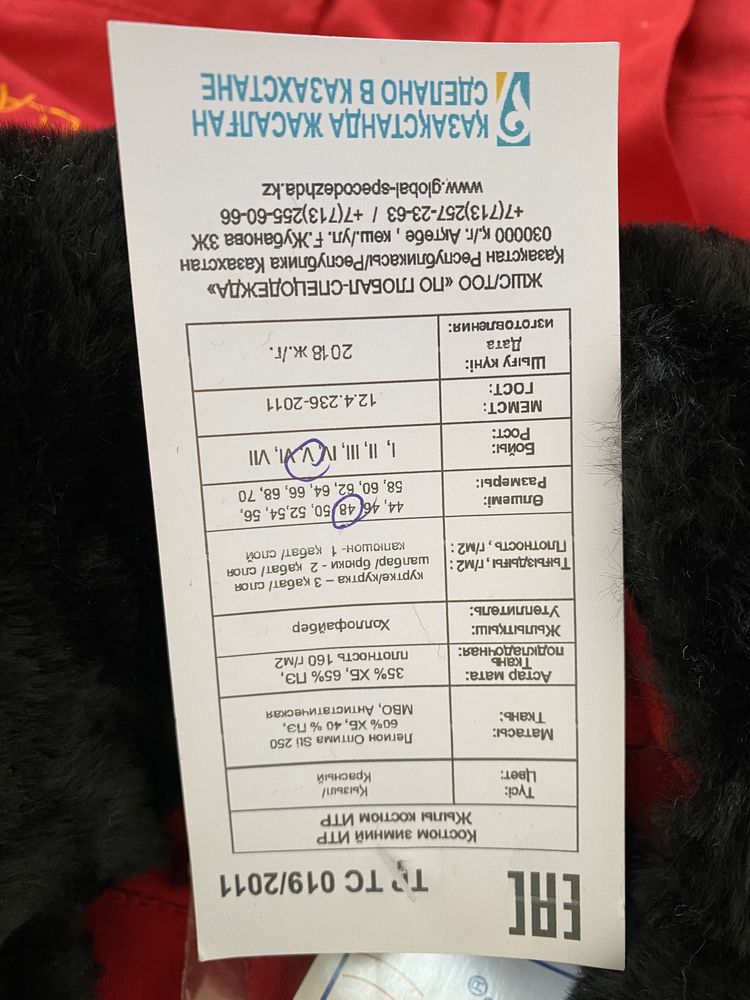 EAC ТР ТС 019/2011
Костюм зимний ИТР
Жылы костюм ИТР
Түсі: Қызыл/
Цвет: Красный
Матасы: Легион Оптима Sti 250
Ткань: 60% ХБ, 40 % ПЭ,
МВО, Антистатическая
Астар мата: 35% ХБ, 65% ПЭ,
Ткань плотность 160 г/м2
подкладочная:
Жылытқыш: Холлофайбер
Утеплитель:
Тығыздығы, г/м2: куртке/куртка – 3 қабат/ слоя
Плотность, г/м2: шалбар/ брюки - 2 қабат/ слоя
капюшон- 1 қабат/ слой
Өлшемі: 44, 46, 48, 50, 52,54, 56,
Размеры: 58, 60, 62, 64, 66, 68, 70
Бойы: I, II, III, IV, V, VI, VII
Рост:
МЕМСТ: 12.4.236-2011
ГОСТ:
Шығу күні: 2018 ж./г.
Дата
изготовления:
ЖШС/ТОО «ПО ГЛОБАЛ-СПЕЦОДЕЖДА»
Қазақстан Республикасы/Республика Казахстан
030000 қ./г. Актебе , көш./ул. Ғ.Жубанова 3Ж
+7(713)257-23-63 / +7(713)255-60-66
www.global-specodezhda.kz
ҚАЗАҚСТАНДА ЖАСАЛҒАН
СДЕЛАНО В КАЗАХСТАНЕ
®